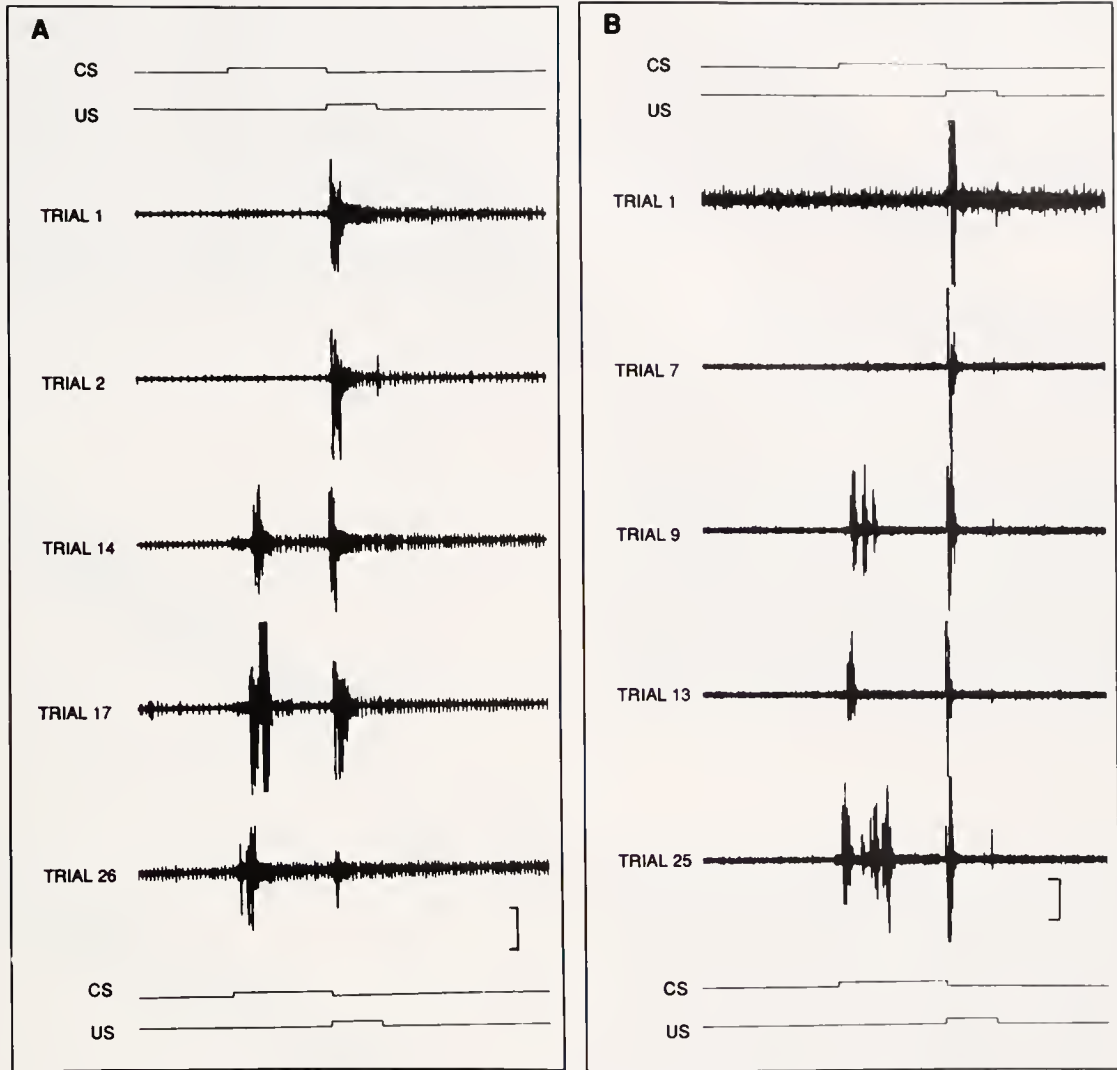 A
CS
US
TRIAL 1
TRIAL 2
TRIAL 14
TRIAL 17
TRIAL 26
CS
US
B
CS
US
TRIAL 1
TRIAL 7
TRIAL 9
TRIAL 13
TRIAL 25
CS
US